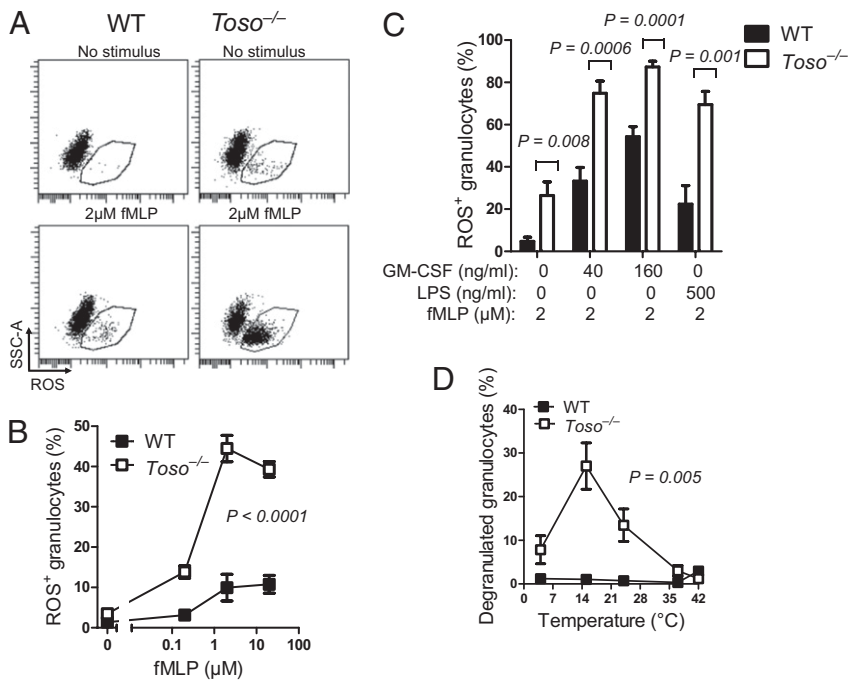 A
WT Toso–/–
No stimulus No stimulus
2µM fMLP 2µM fMLP
SSC-A
ROS
B
ROS+ granulocytes (%)
50
40
30
20
10
0
WT
Toso–/–
P < 0.0001
0 0.1 1 10 100
fMLP (µM)
C
ROS+ granulocytes (%)
100
80
60
40
20
0
P = 0.008
P = 0.0006
P = 0.0001
P = 0.001
WT
Toso–/–
GM-CSF (ng/ml): 0 40 160 0
LPS (ng/ml): 0 0 0 500
fMLP (µM): 2 2 2 2
D
Degranulated granulocytes (%)
40
30
20
10
0
WT
Toso–/–
P = 0.005
0 7 14 21 28 35 42
Temperature (°C)